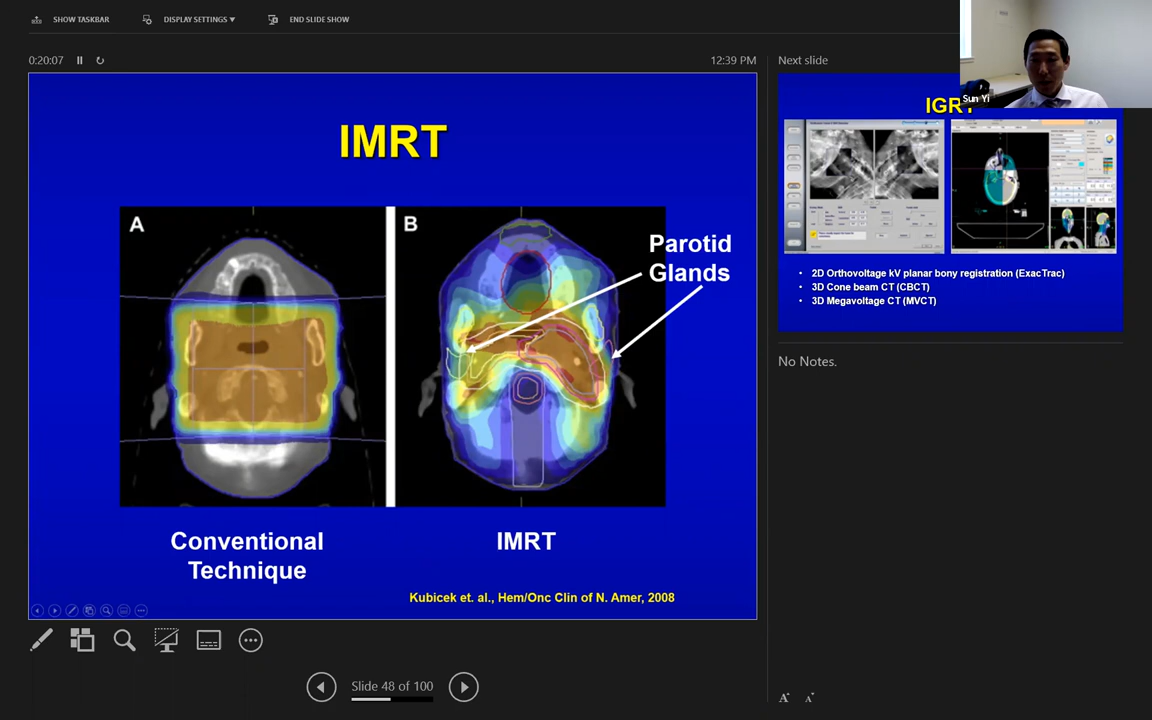 SHOW TASKBAR
DISPLAY SETTINGS ▼
END SLIDE SHOW
0:20:07
12:39 PM
Next slide
Sun Yi
IMRT
A
B
Parotid
Glands
Conventional
Technique
IMRT
Kubicek et. al., Hem/Onc Clin of N. Amer, 2008
IGRT
• 2D Orthovoltage kV planar bony registration (ExacTrac)
• 3D Cone beam CT (CBCT)
• 3D Megavoltage CT (MVCT)
No Notes.
Slide 48 of 100
A
A